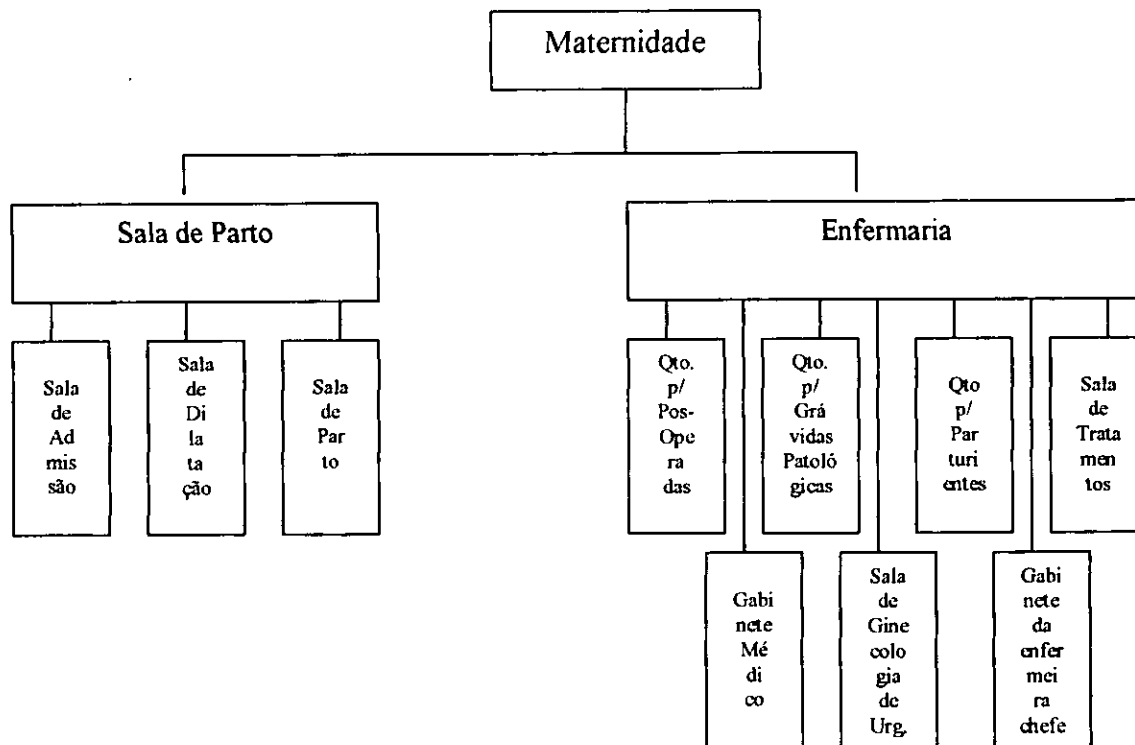 Maternidade
Sala de Parto
Enfermaria
Sala
de
Ad
mis
são
Sala
de
Di
la
ta
ção
Sala
de
Par
to
Qto.
p/
Pos-
Ope
ra
das
Qto.
p/
Grá
vidas
Patoló
gicas
Qto
p/
Par
turi
entes
Sala
de
Trata
men
tos
Gabi
nete
Mé
di
co
Sala
de
Gine
colo
gia
de
Urg.
Gabi
nete
da
enfer
mei
ra
chefe